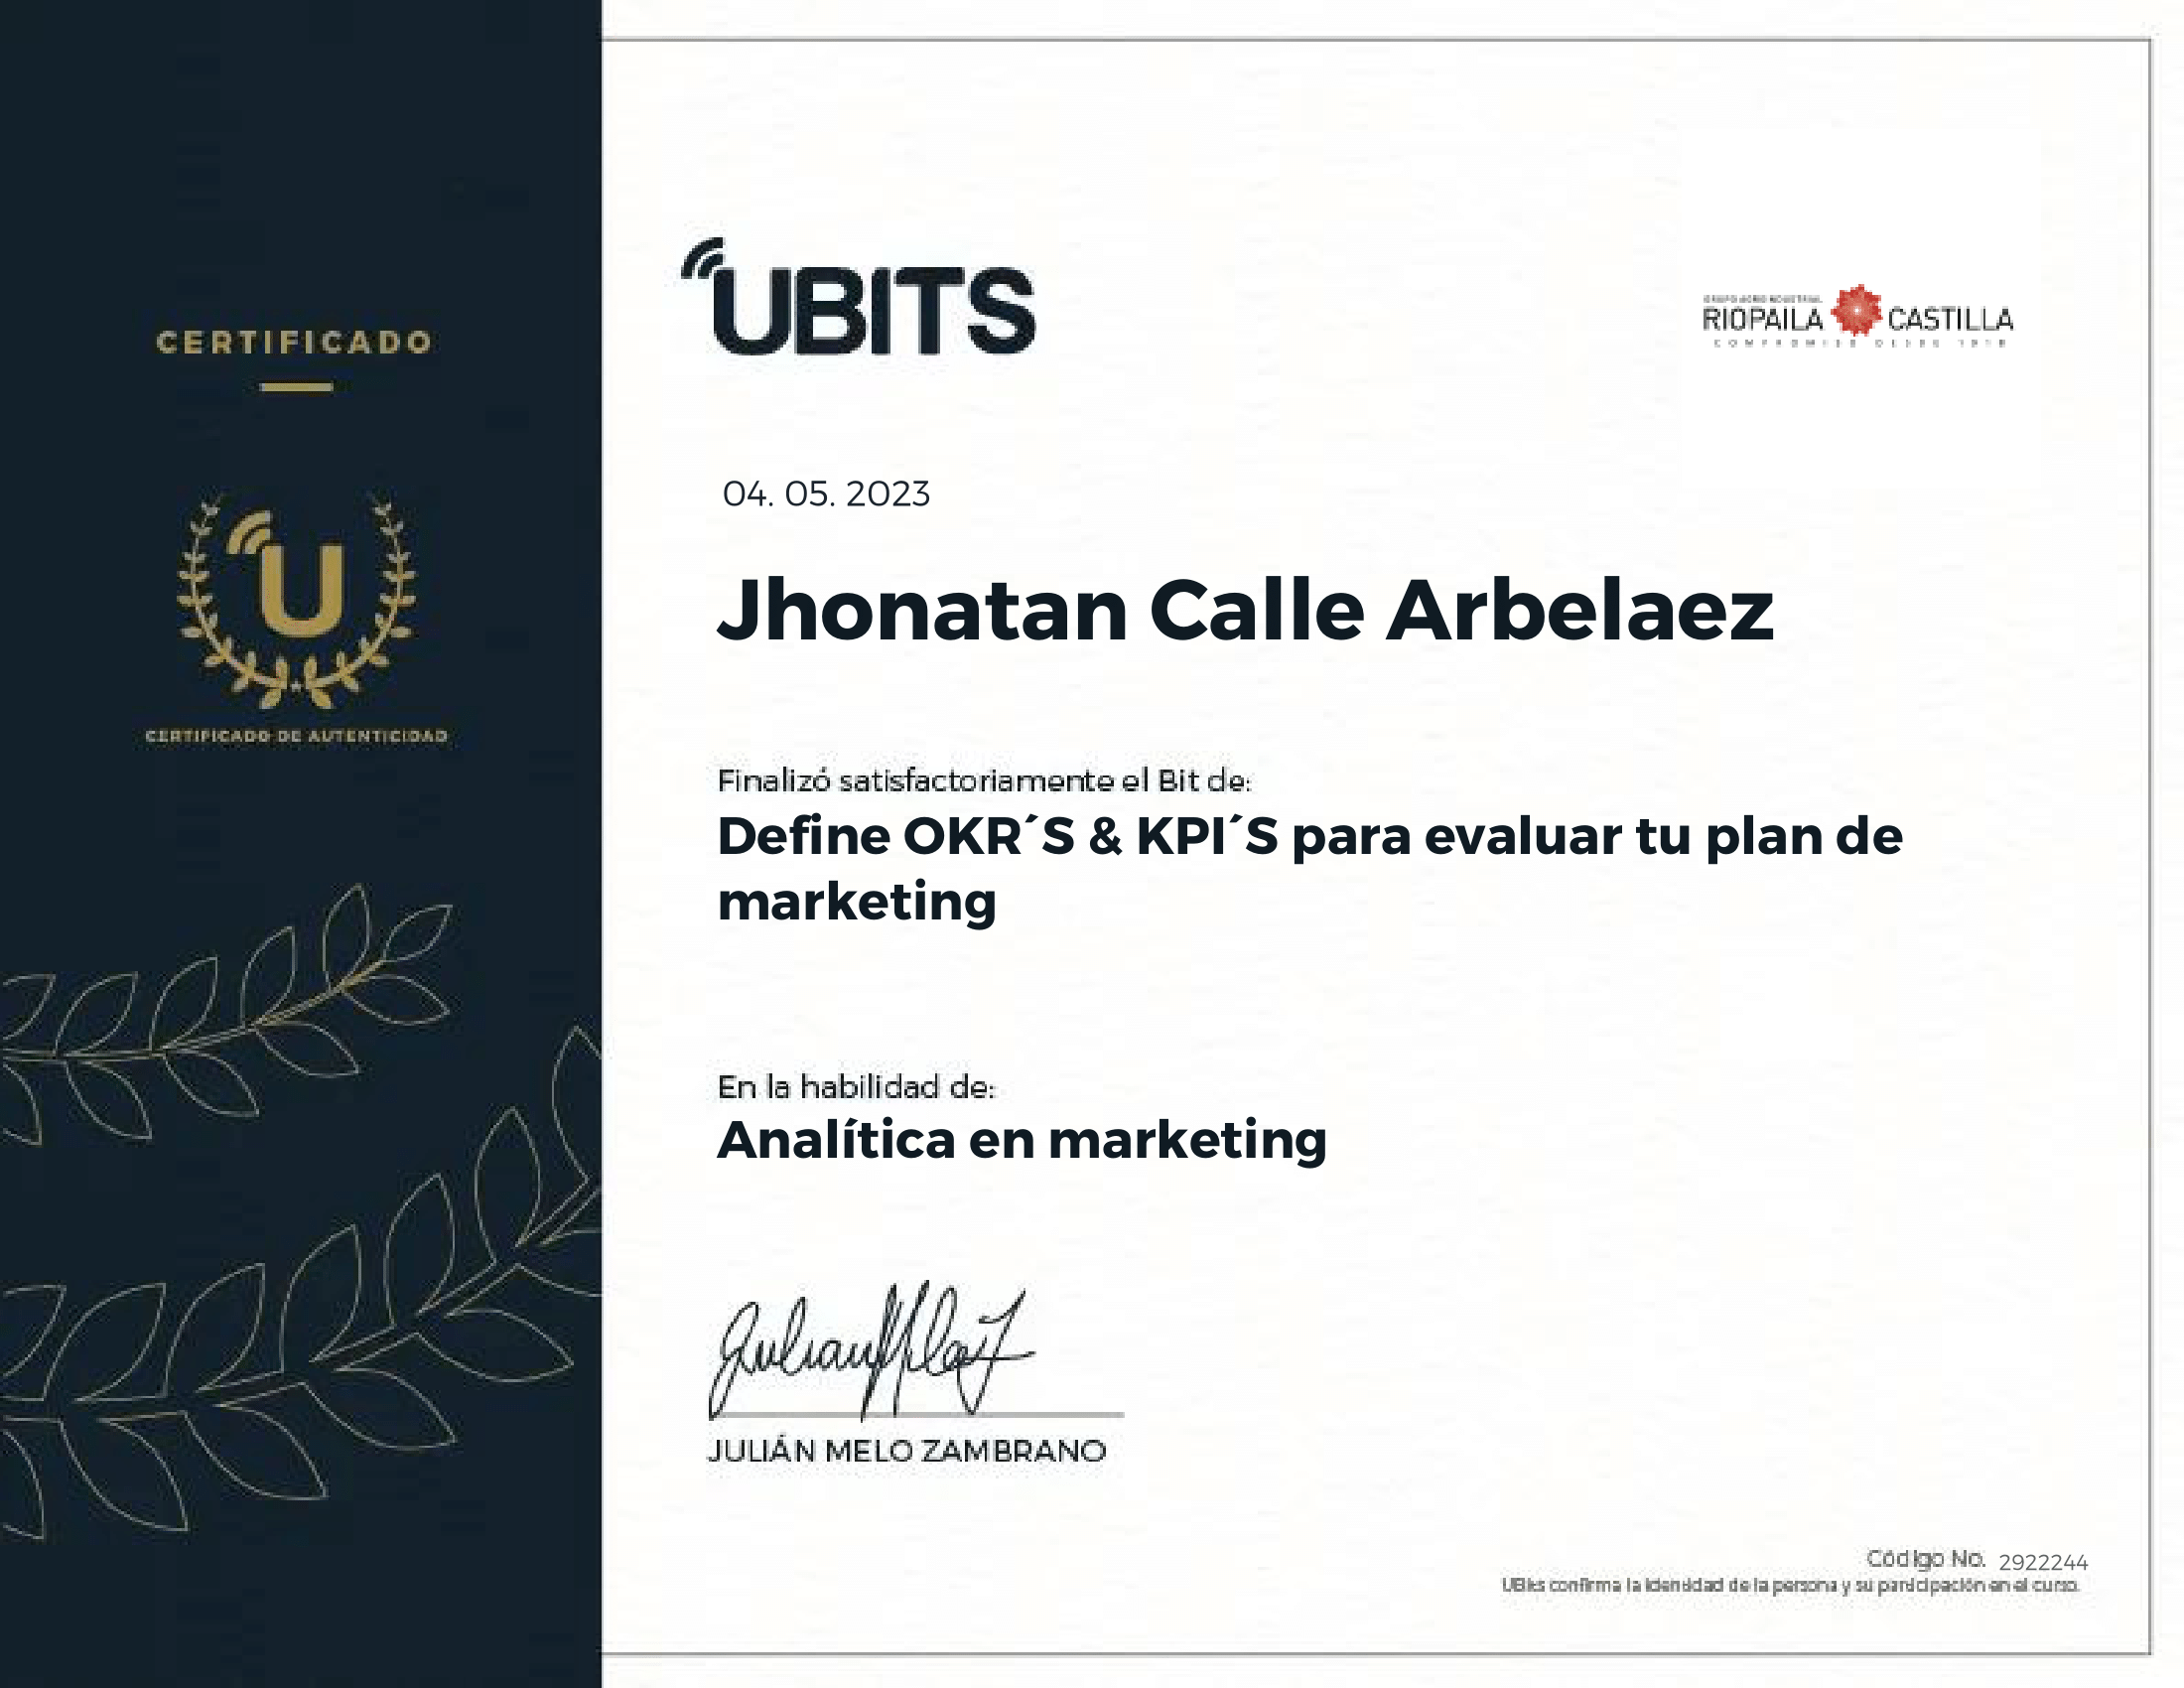 CERTIFICADO
U
CERTIFICADO DE AUTENTICIDAD
UBITS
GRUPO AGROINDUSTRIAL
RIOPAILA CASTILLA
COMPROMISO DESDE 1918
04. 05. 2023
Jhonatan Calle Arbelaez
Finalizó satisfactoriamente el Bit de:
Define OKR´S & KPI´S para evaluar tu plan de
marketing
En la habilidad de:
Analítica en marketing
JULIÁN MELO ZAMBRANO
Código No. 2922244
UBits confirma la identidad de la persona y su participación en el curso.